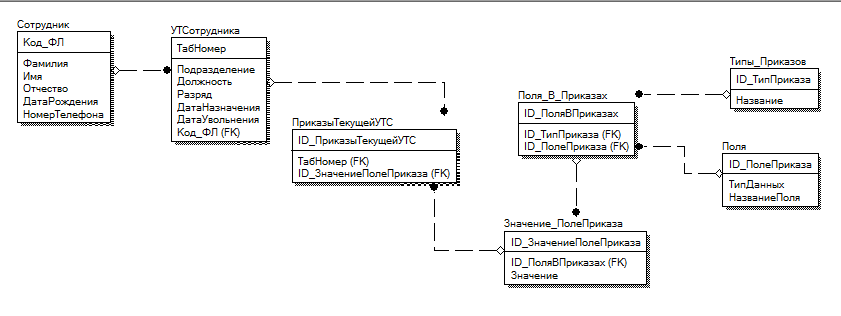 Сотрудник
Код_ФЛ
Фамилия
Имя
Отчество
ДатаРождения
НомерТелефона
УТСотрудника
ТабНомер
Подразделение
Должность
Разряд
ДатаНазначения
ДатаУвольнения
Код_ФЛ (FK)
ПриказыТекущейУТС
ID_ПриказыТекущейУТС
ТабНомер (FK)
ID_ЗначениеПолеПриказа (FK)
Поля_В_Приказах
ID_ПоляВПриказах
ID_ТипПриказа (FK)
ID_ПолеПриказа (FK)
Типы_Приказов
ID_ТипПриказа
Название
Поля
ID_ПолеПриказа
ТипДанных
НазваниеПоля
Значение_ПолеПриказа
ID_ЗначениеПолеПриказа
ID_ПоляВПриказах (FK)
Значение